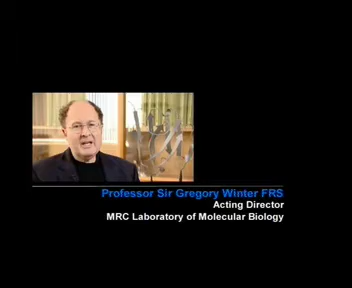 Professor Sir Gregory Winter FRS
Acting Director
MRC Laboratory of Molecular Biology